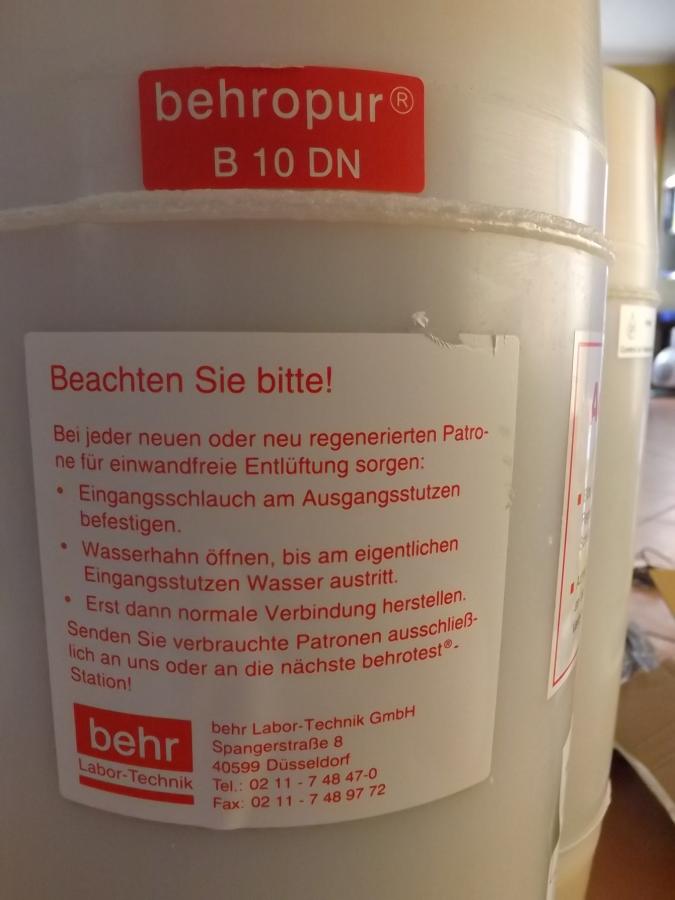 behropur®
B 10 DN
Beachten Sie bitte!
Bei jeder neuen oder neu regenerierten Patro-
ne für einwandfreie Entlüftung sorgen:
• Eingangsschlauch am Ausgangsstutzen
befestigen.
• Wasserhahn öffnen, bis am eigentlichen
Eingangsstutzen Wasser austritt.
• Erst dann normale Verbindung herstellen.
Senden Sie verbrauchte Patronen ausschließ-
lich an uns oder an die nächste behrotest®-
Station!
behr
Labor-Technik
behr Labor-Technik GmbH
Spangerstraße 8
40599 Düsseldorf
Tel.: 02 11 - 7 48 47-0
Fax: 02 11 - 7 48 97 72